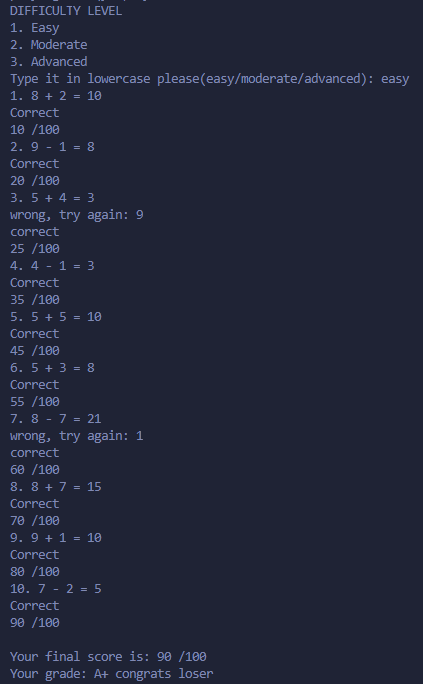 DIFFICULTY LEVEL
1. Easy
2. Moderate
3. Advanced
Type it in lowercase please(easy/moderate/advanced): easy
1. 8 + 2 = 10
Correct
10 /100
2. 9 - 1 = 8
Correct
20 /100
3. 5 + 4 = 3
wrong, try again: 9
correct
25 /100
4. 4 - 1 = 3
Correct
35 /100
5. 5 + 5 = 10
Correct
45 /100
6. 5 + 3 = 8
Correct
55 /100
7. 8 - 7 = 21
wrong, try again: 1
correct
60 /100
8. 8 + 7 = 15
Correct
70 /100
9. 9 + 1 = 10
Correct
80 /100
10. 7 - 2 = 5
Correct
90 /100
Your final score is: 90 /100
Your grade: A+ congrats loser